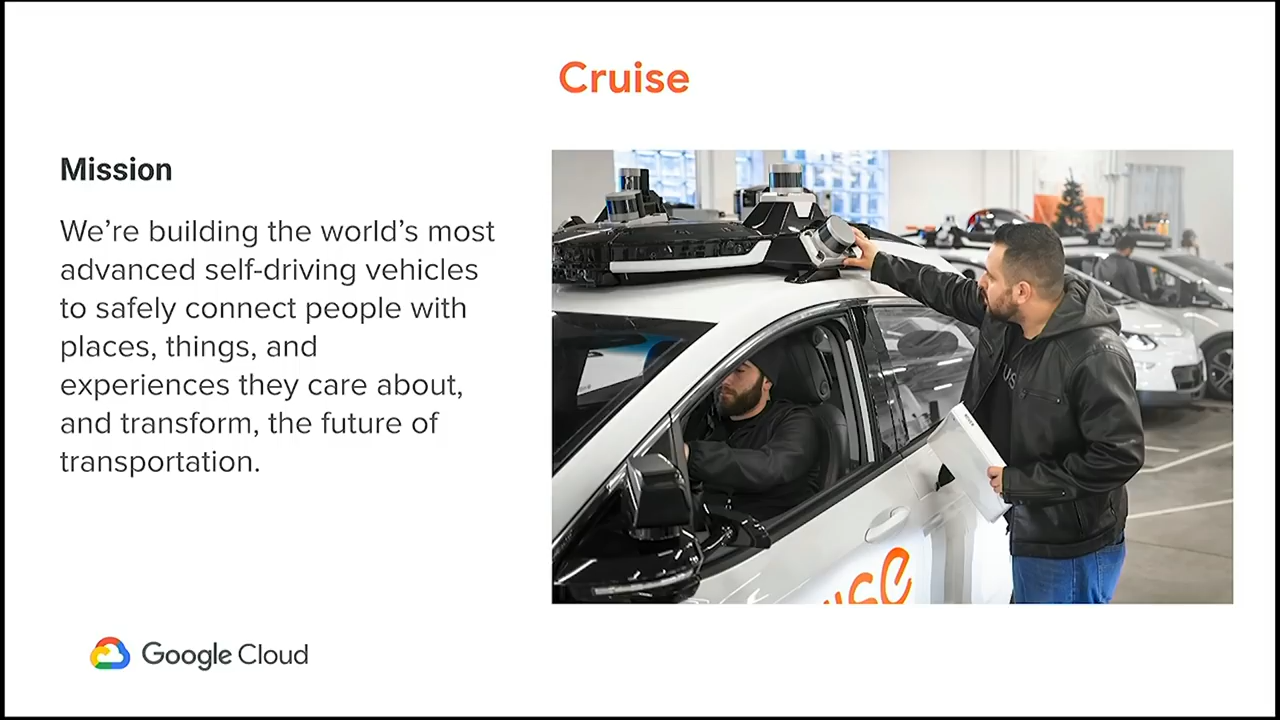 Cruise
Mission
We're building the world's most
advanced self-driving vehicles
to safely connect people with
places, things, and
experiences they care about,
and transform, the future of
transportation.
Google Cloud